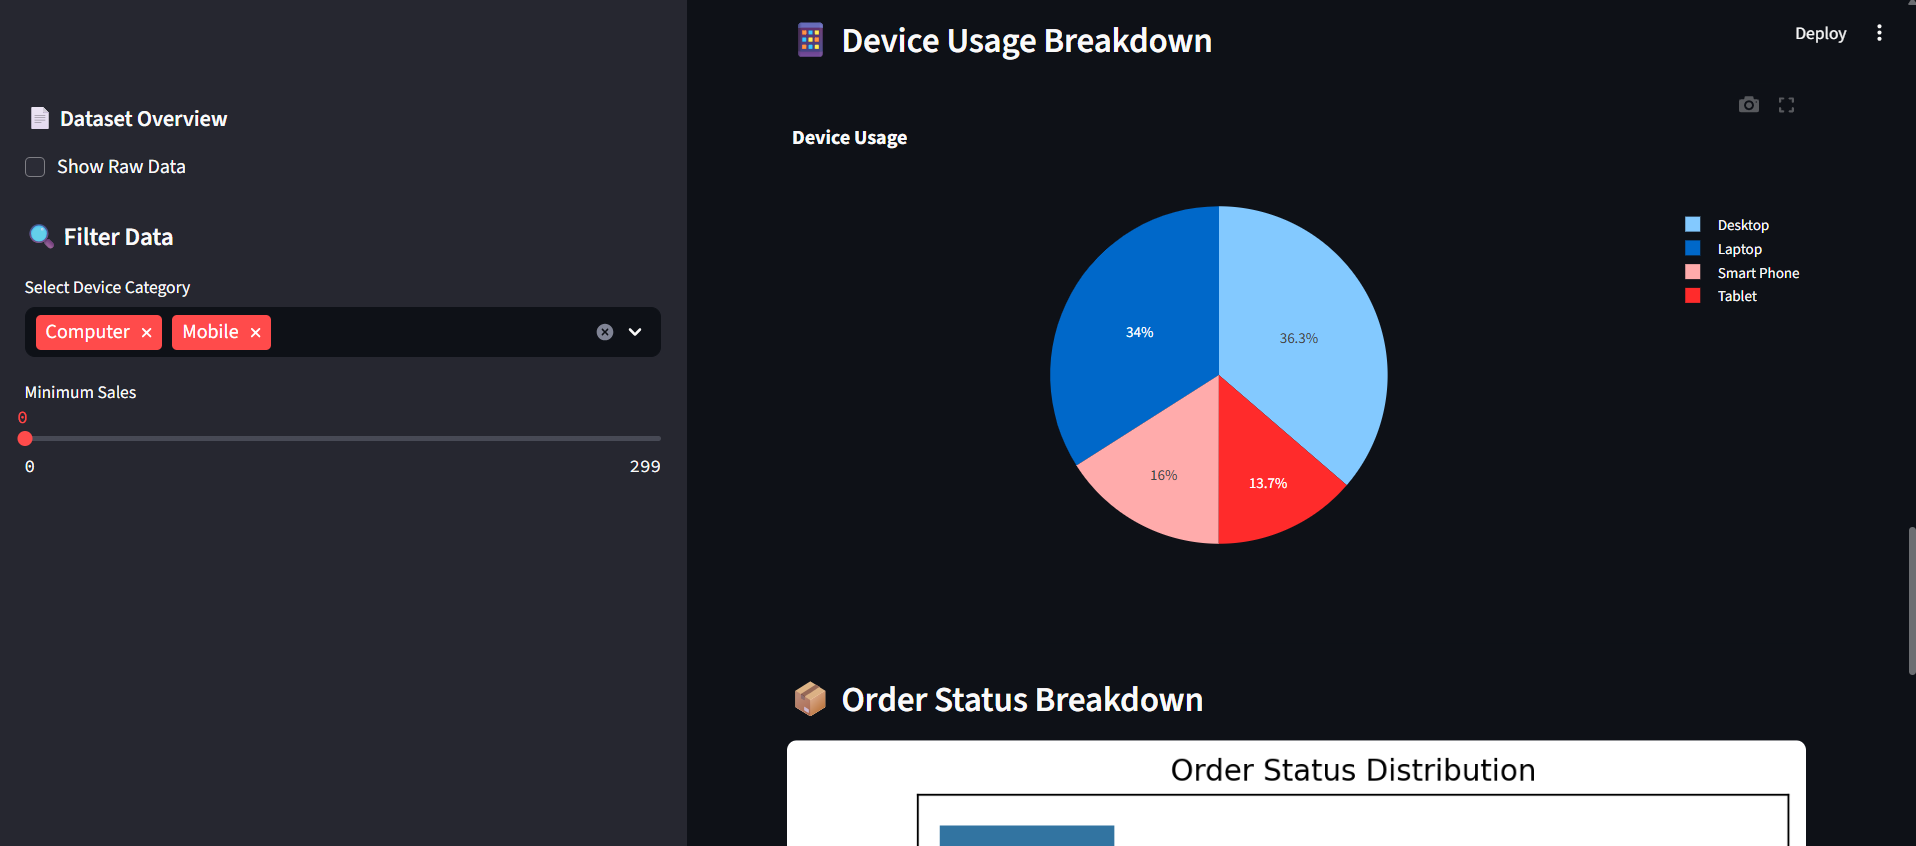 Dataset Overview
Show Raw Data
Filter Data
Select Device Category
Computer × Mobile ×
Minimum Sales
0
0 299
Deploy
Device Usage Breakdown
Device Usage
34%
36.3%
16%
13.7%
Desktop
Laptop
Smart Phone
Tablet
Order Status Breakdown
Order Status Distribution